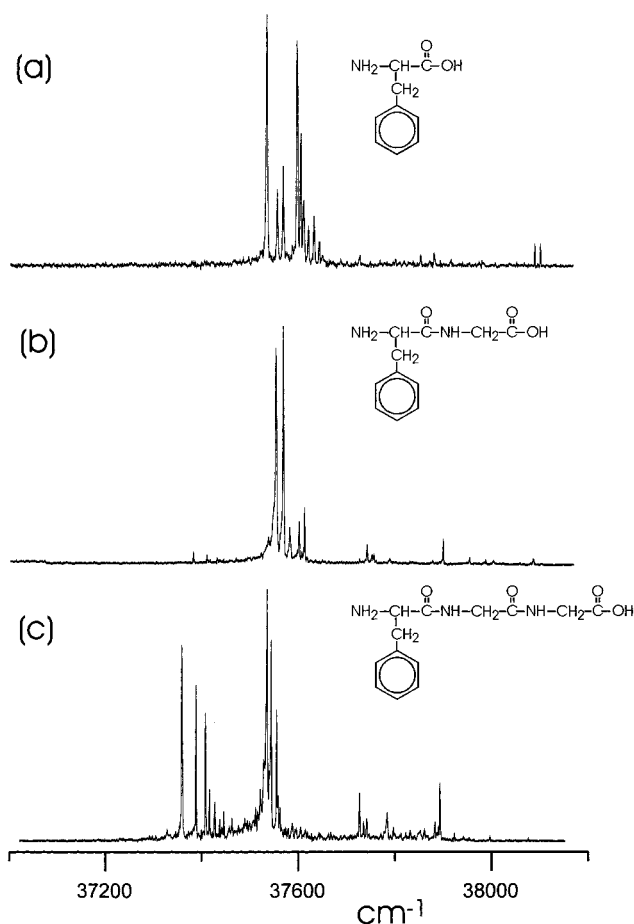 (a)
O
NH2-CH-C-OH
CH2
(b)
O
NH2-CH-C-NH-CH2-C-OH
O
CH2
(c)
O
O
O
NH2-CH-C-NH-CH2-C-NH-CH2-C-OH
CH2
37200
37600
38000
cm-1